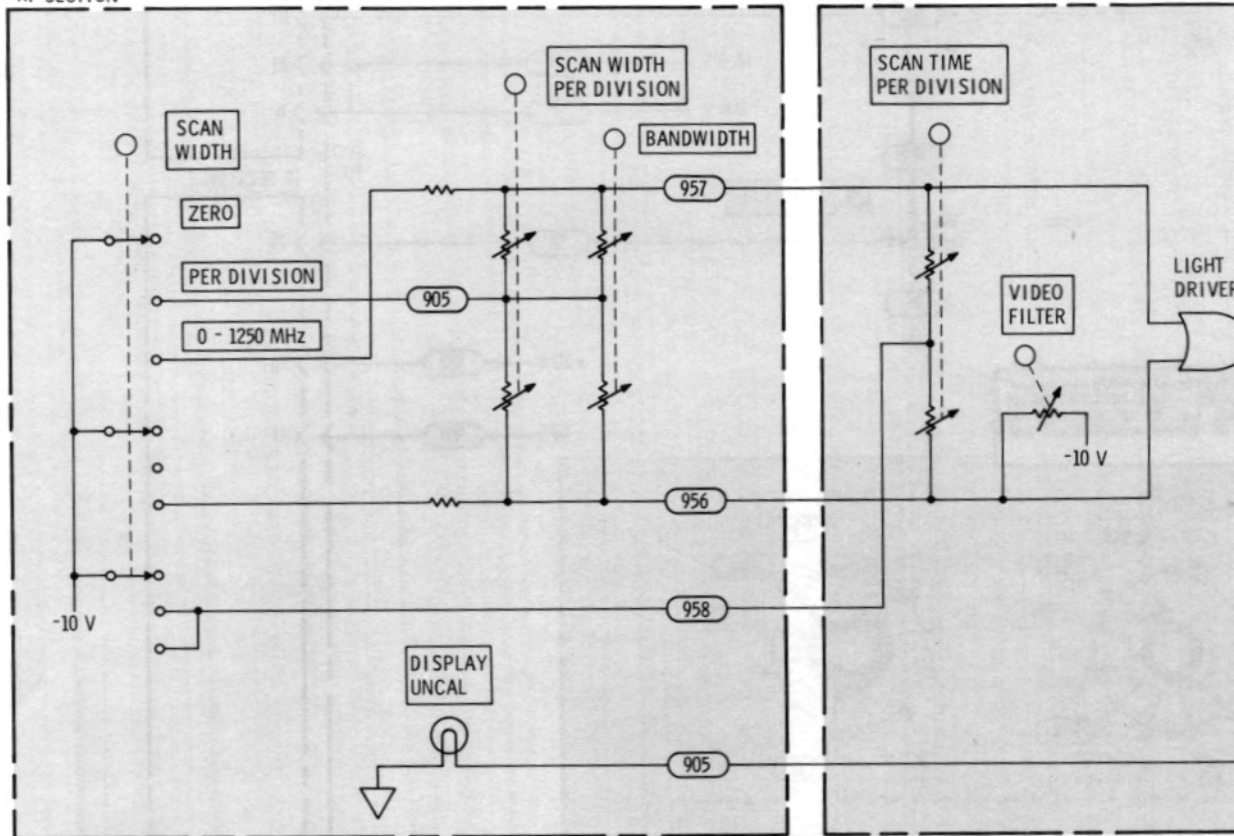 SCAN WIDTH
PER DIVISION
SCAN TIME
PER DIVISION
SCAN
WIDTH
BANDWIDTH
957
ZERO
PER DIVISION
905
LIGHT
DRIVER
VIDEO
FILTER
0 - 1250 MHz
-10 V
956
-10 V
958
DISPLAY
UNCAL
905